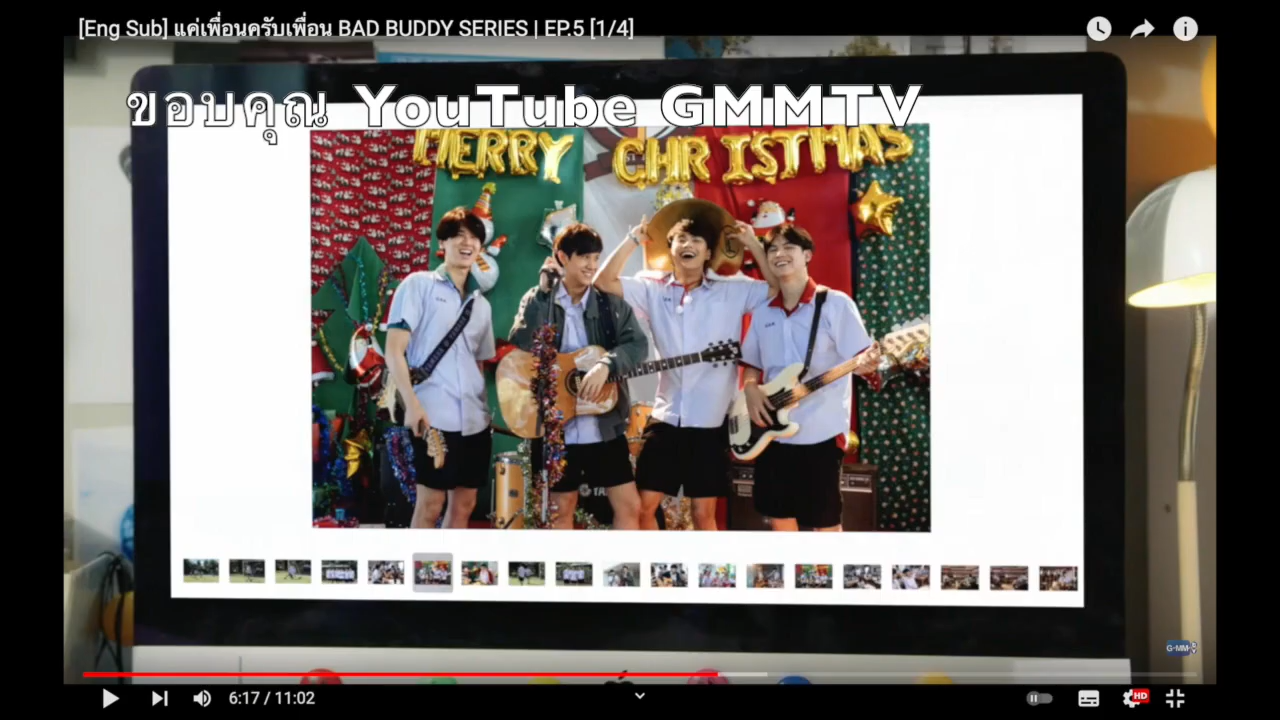 [Eng Sub] แค่เพื่อนครับเพื่อน BAD BUDDY SERIES | EP.5 [1/4]
ขอบคุณ YouTube GMMTV
MERRY CHRISTMAS
6:17 / 11:02
HD